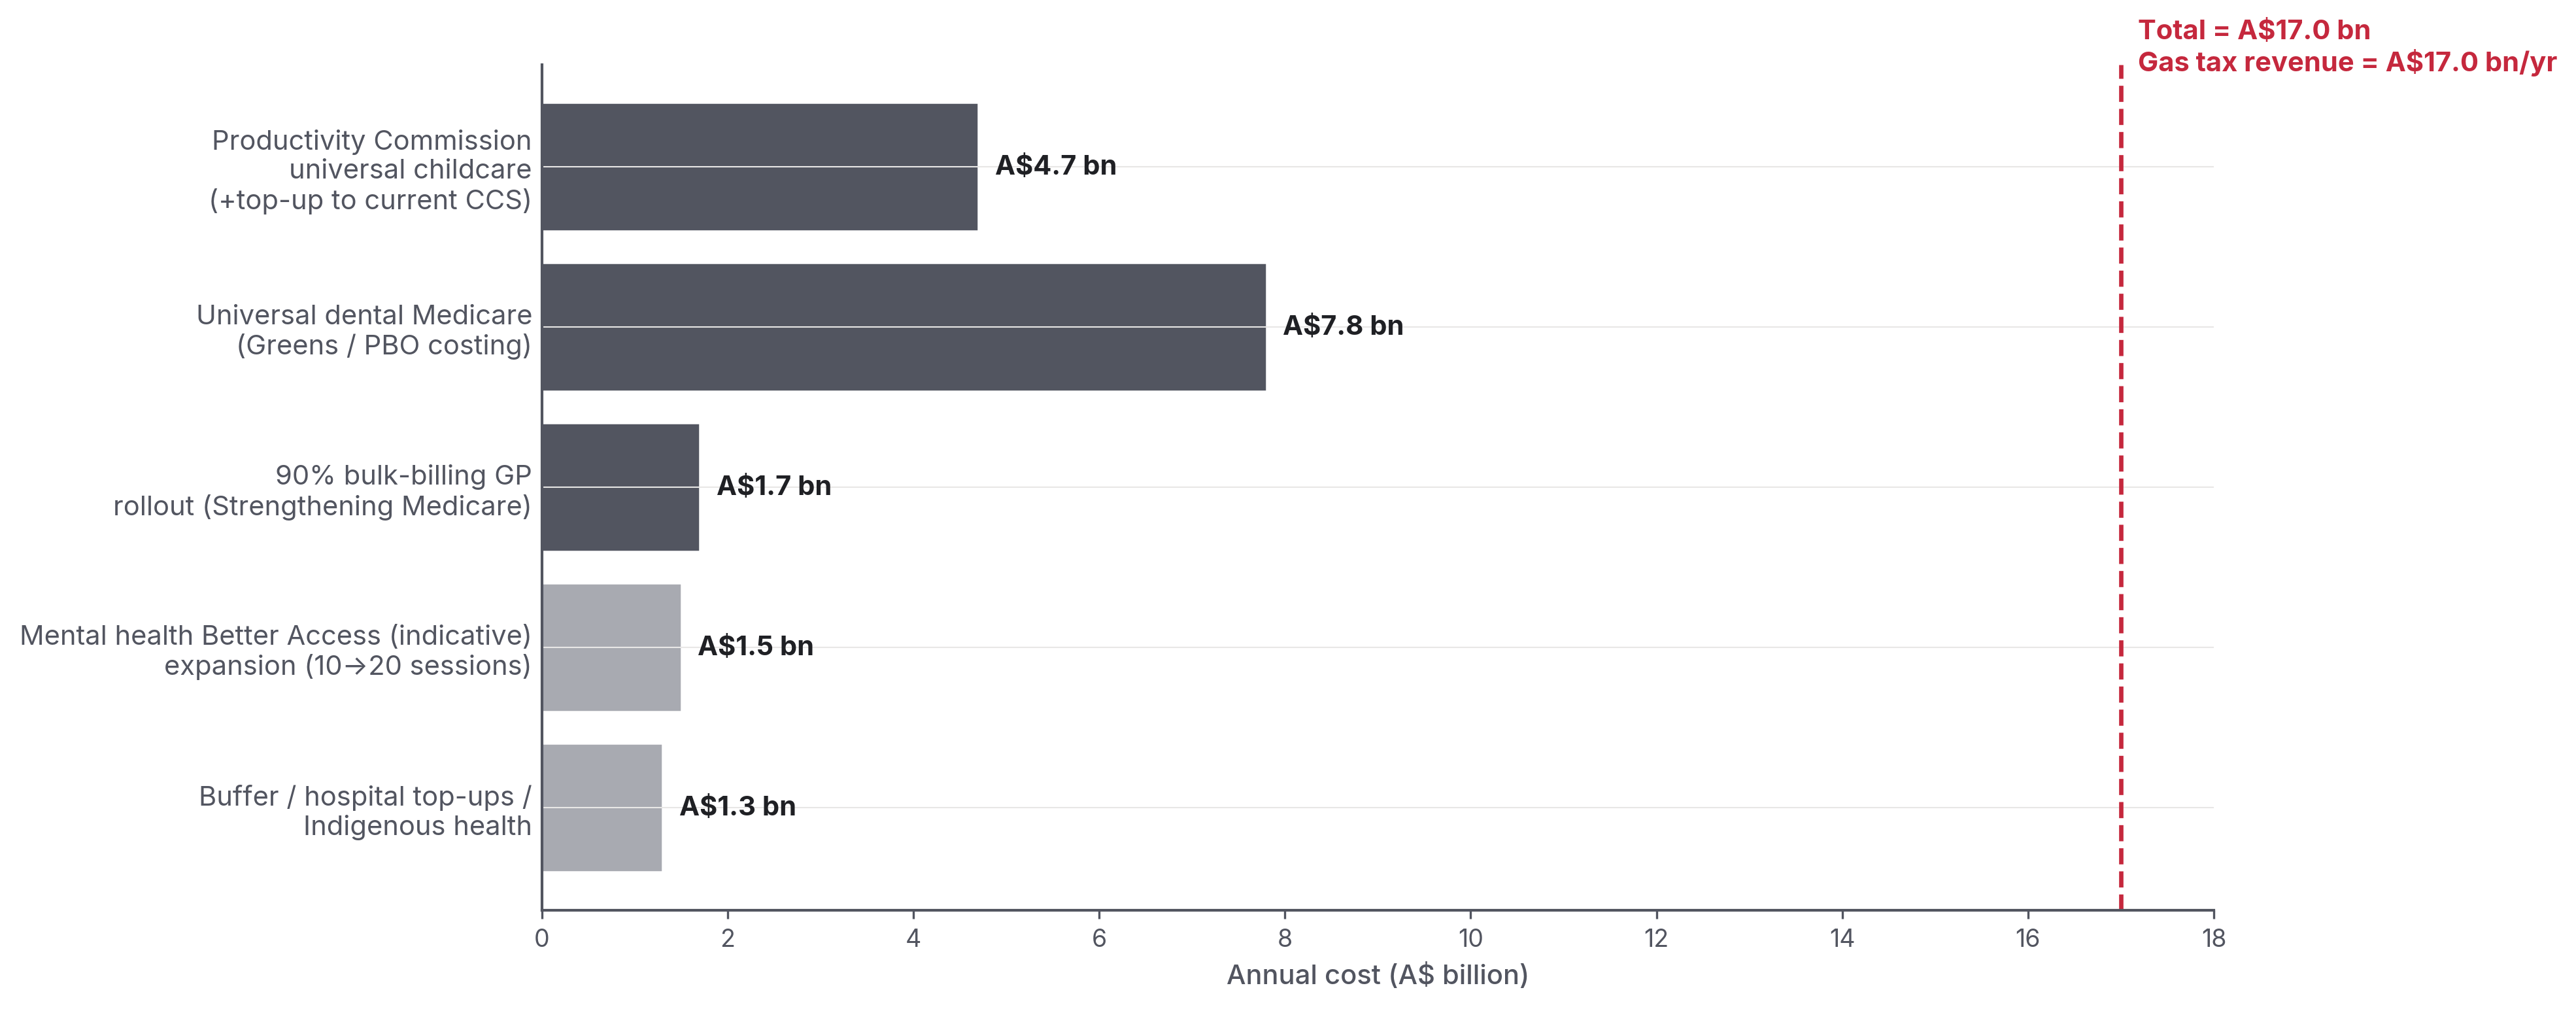 Total = A$17.0 bn
Gas tax revenue = A$17.0 bn/yr
Productivity Commission
universal childcare
(+top-up to current CCS)
A$4.7 bn
Universal dental Medicare
(Greens / PBO costing)
A$7.8 bn
90% bulk-billing GP
rollout (Strengthening Medicare)
A$1.7 bn
Mental health Better Access (indicative)
expansion (10→20 sessions)
A$1.5 bn
Buffer / hospital top-ups /
Indigenous health
A$1.3 bn
0 2 4 6 8 10 12 14 16 18
Annual cost (A$ billion)